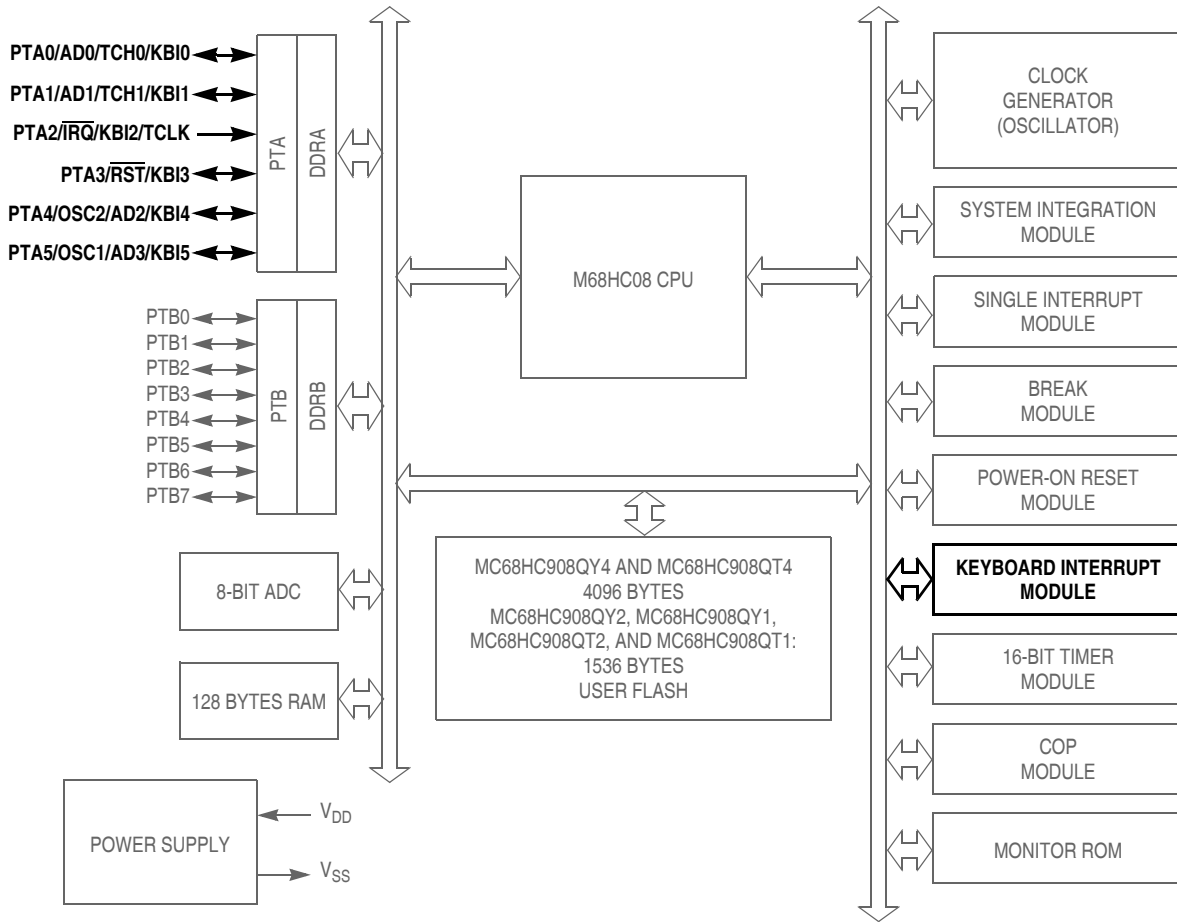 PTA0/AD0/TCH0/KBI0
PTA1/AD1/TCH1/KBI1
PTA2/IRQ/KBI2/TCLK
PTA3/RST/KBI3
PTA4/OSC2/AD2/KBI4
PTA5/OSC1/AD3/KBI5
PTA
DDRA
PTB0
PTB1
PTB2
PTB3
PTB4
PTB5
PTB6
PTB7
PTB
DDRB
8-BIT ADC
128 BYTES RAM
POWER SUPPLY
VDD
VSS
M68HC08 CPU
MC68HC908QY4 AND MC68HC908QT4
4096 BYTES
MC68HC908QY2, MC68HC908QY1,
MC68HC908QT2, AND MC68HC908QT1:
1536 BYTES
USER FLASH
CLOCK
GENERATOR
(OSCILLATOR)
SYSTEM INTEGRATION
MODULE
SINGLE INTERRUPT
MODULE
BREAK
MODULE
POWER-ON RESET
MODULE
KEYBOARD INTERRUPT
MODULE
16-BIT TIMER
MODULE
COP
MODULE
MONITOR ROM